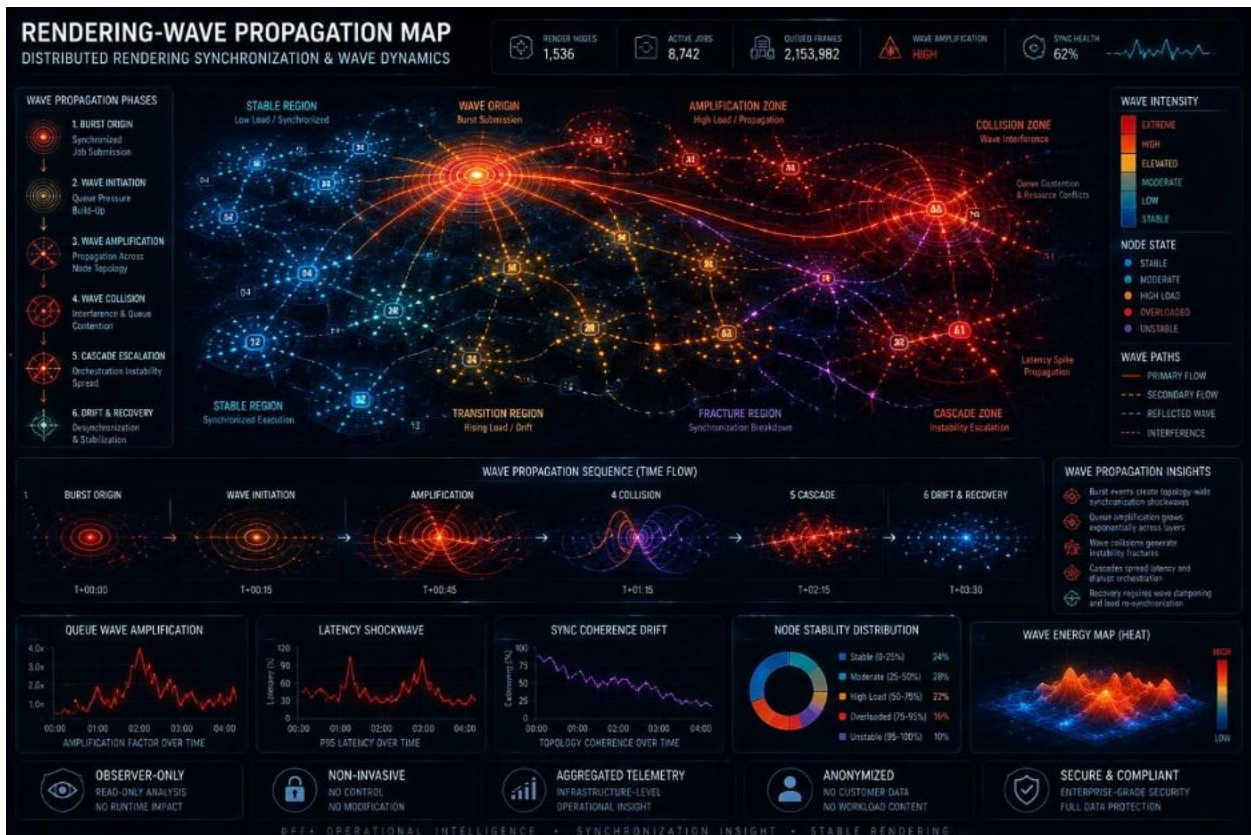 RENDERING-WAVE PROPAGATION MAP
DISTRIBUTED RENDERING SYNCHRONIZATION & WAVE DYNAMICS
RENDER NODES
1,536
ACTIVE JOBS
8,742
QUEUED FRAMES
2,153,982
WAVE AMPLIFICATION
HIGH
SYNC HEALTH
62%
WAVE PROPAGATION PHASES
1. BURST ORIGIN
Synchronized
Job Submission
2. WAVE INITIATION
Queue Pressure
Build-Up
3. WAVE AMPLIFICATION
Propagation Across
Node Topology
4. WAVE COLLISION
Interference & Queue
Contention
5. CASCADE ESCALATION
Orchestration Instability
Spread
6. DRIFT & RECOVERY
Desynchronization
& Stabilization
STABLE REGION
Low Load / Synchronized
WAVE ORIGIN
Burst Submission
AMPLIFICATION ZONE
High Load / Propagation
COLLISION ZONE
Wave Interference
Queue Contention
& Resource Conflicts
Latency Spike
Propagation
STABLE REGION
Synchronized Execution
TRANSITION REGION
Rising Load / Drift
FRACTURE REGION
Synchronization Breakdown
CASCADE ZONE
Instability Escalation
WAVE INTENSITY
EXTREME
HIGH
ELEVATED
MODERATE
LOW
STABLE
NODE STATE
STABLE
MODERATE
HIGH LOAD
OVERLOADED
UNSTABLE
WAVE PATHS
PRIMARY FLOW
SECONDARY FLOW
REFLECTED WAVE
INTERFERENCE
WAVE PROPAGATION SEQUENCE (TIME FLOW)
1 BURST ORIGIN
WAVE INITIATION
AMPLIFICATION
4 COLLISION
5 CASCADE
6 DRIFT & RECOVERY
T+00:00
T+00:15
T+00:45
T+01:15
T+02:15
T+03:30
WAVE PROPAGATION INSIGHTS
Burst events create topology-wide
synchronization shockwaves
Queue amplification grows
exponentially across layers
Wave collisions generate
instability fractures
Cascades spread latency and
disrupt orchestration
Recovery requires wave dampening
and load re-synchronization
QUEUE WAVE AMPLIFICATION
4.0x
3.0x
2.0x
1.0x
00:00 01:00 02:00 03:00 04:00
AMPLIFICATION FACTOR OVER TIME
LATENCY SHOCKWAVE
120
90
60
30
0
00:00 01:00 02:00 03:00 04:00
P95 LATENCY OVER TIME
SYNC COHERENCE DRIFT
100
75
50
25
0
00:00 01:00 02:00 03:00 04:00
TOPOLOGY COHERENCE OVER TIME
NODE STABILITY DISTRIBUTION
Stable (0-25%) 24%
Moderate (25-50%) 28%
High Load (50-75%) 22%
Overloaded (75-95%) 16%
Unstable (95-100%) 10%
WAVE ENERGY MAP (HEAT)
HIGH
LOW
OBSERVER-ONLY
READ-ONLY ANALYSIS
NO RUNTIME IMPACT
NON-INVASIVE
NO CONTROL
NO MODIFICATION
AGGREGATED TELEMETRY
INFRASTRUCTURE-LEVEL
OPERATIONAL INSIGHT
ANONYMIZED
NO CUSTOMER DATA
NO WORKLOAD CONTENT
SECURE & COMPLIANT
ENTERPRISE-GRADE SECURITY
FULL DATA PROTECTION
OPERATIONAL INTELLIGENCE • SYNCHRONIZATION INSIGHT • STABLE RENDERING